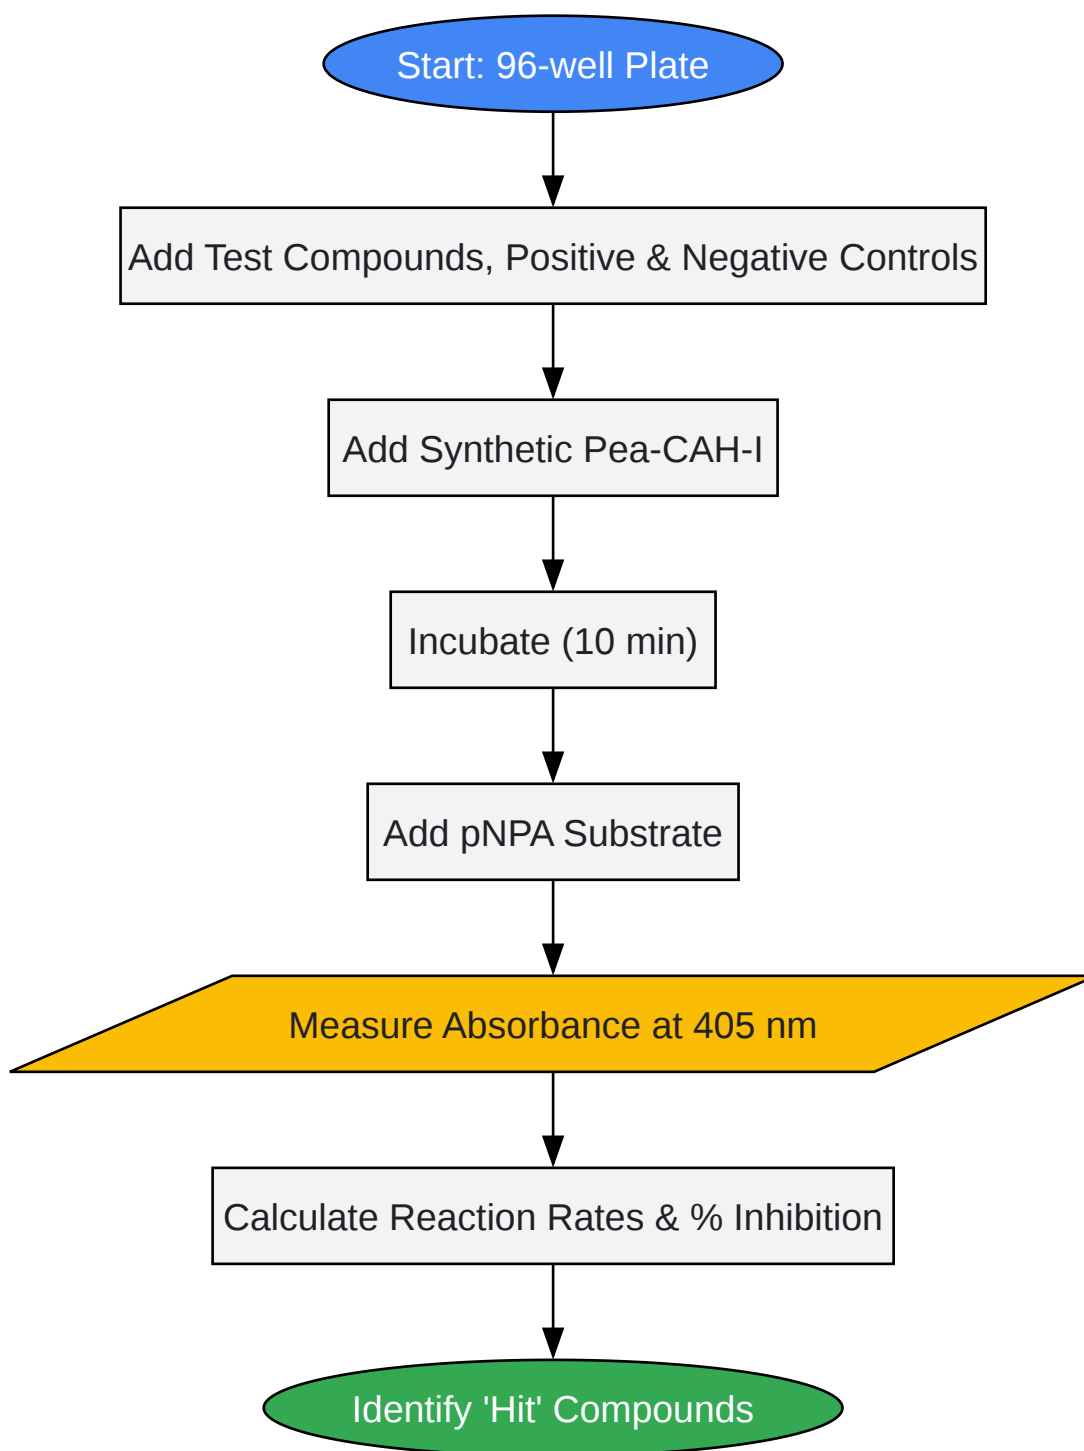 Start: 96-well Plate
Add Test Compounds, Positive & Negative Controls
Add Synthetic Pea-CAH-I
Incubate (10 min)
Add pNPA Substrate
Measure Absorbance at 405 nm
Calculate Reaction Rates & % Inhibition
Identify 'Hit' Compounds